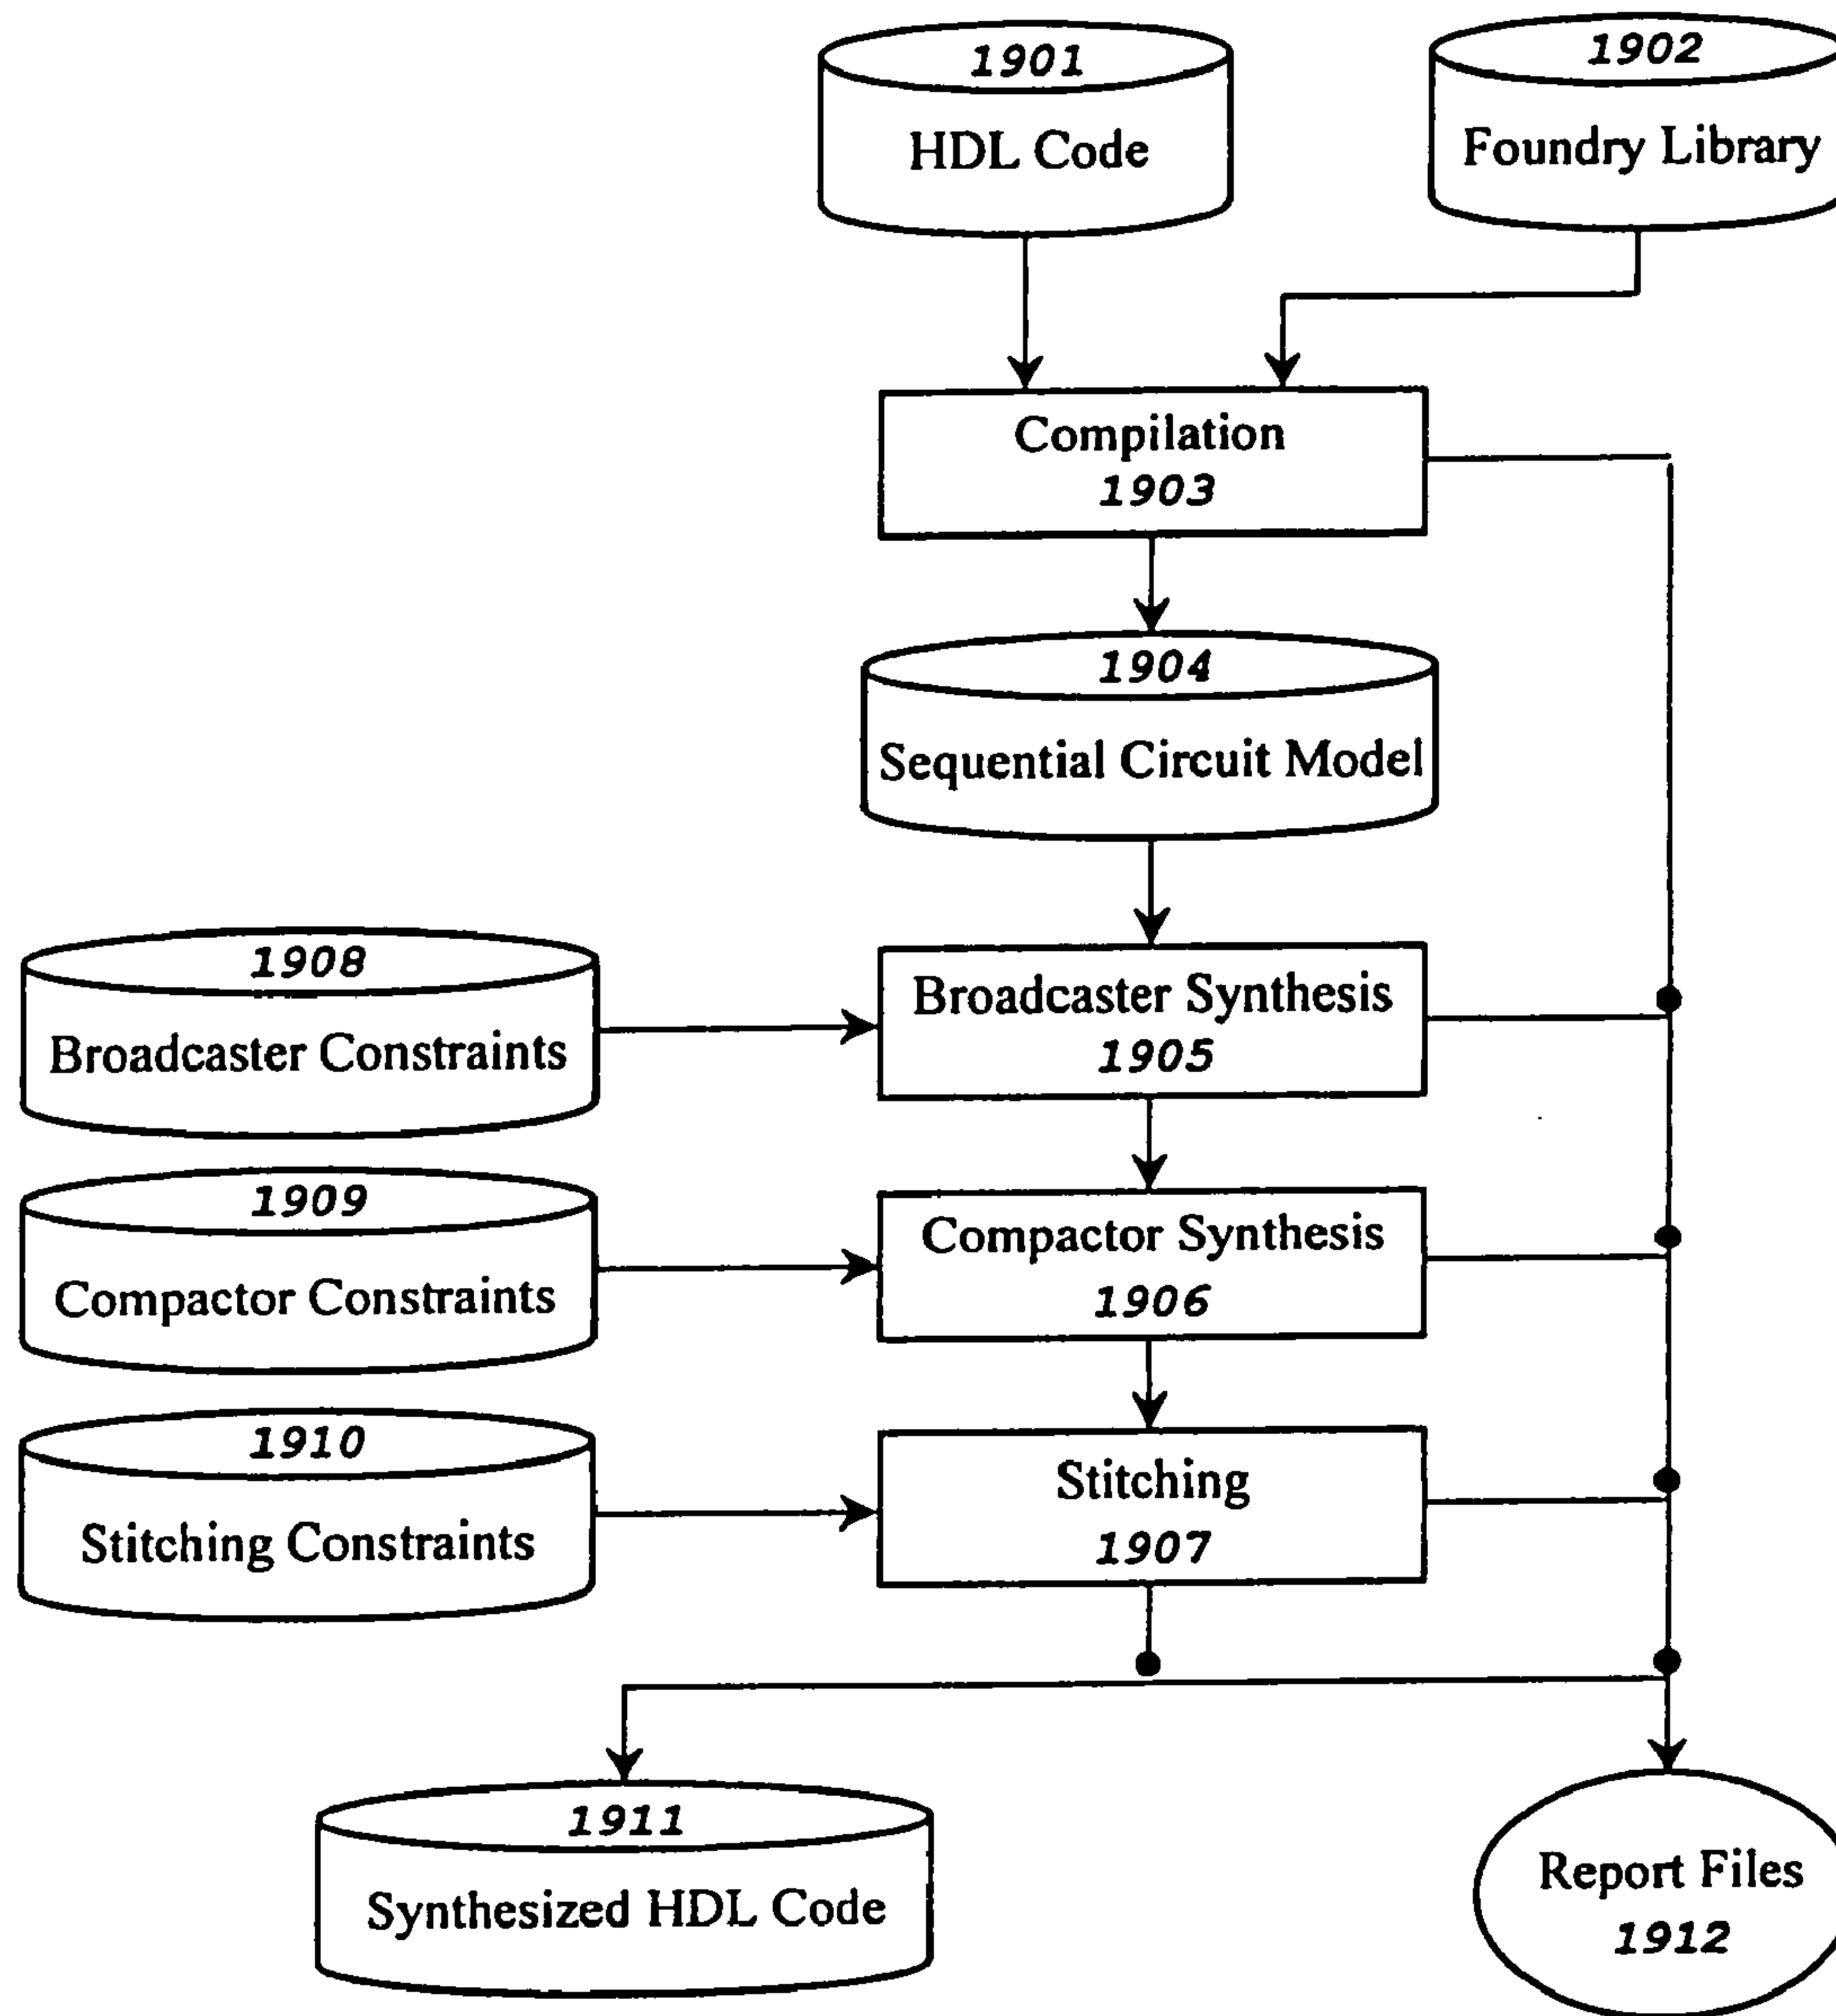 1901
HDL Code
1902
Foundry Library
Compilation
1903
1904
Sequential Circuit Model
1908
Broadcaster Constraints
Broadcaster Synthesis
1905
1909
Compactor Constraints
Compactor Synthesis
1906
1910
Stitching Constraints
Stitching
1907
1911
Synthesized HDL Code
Report Files
1912